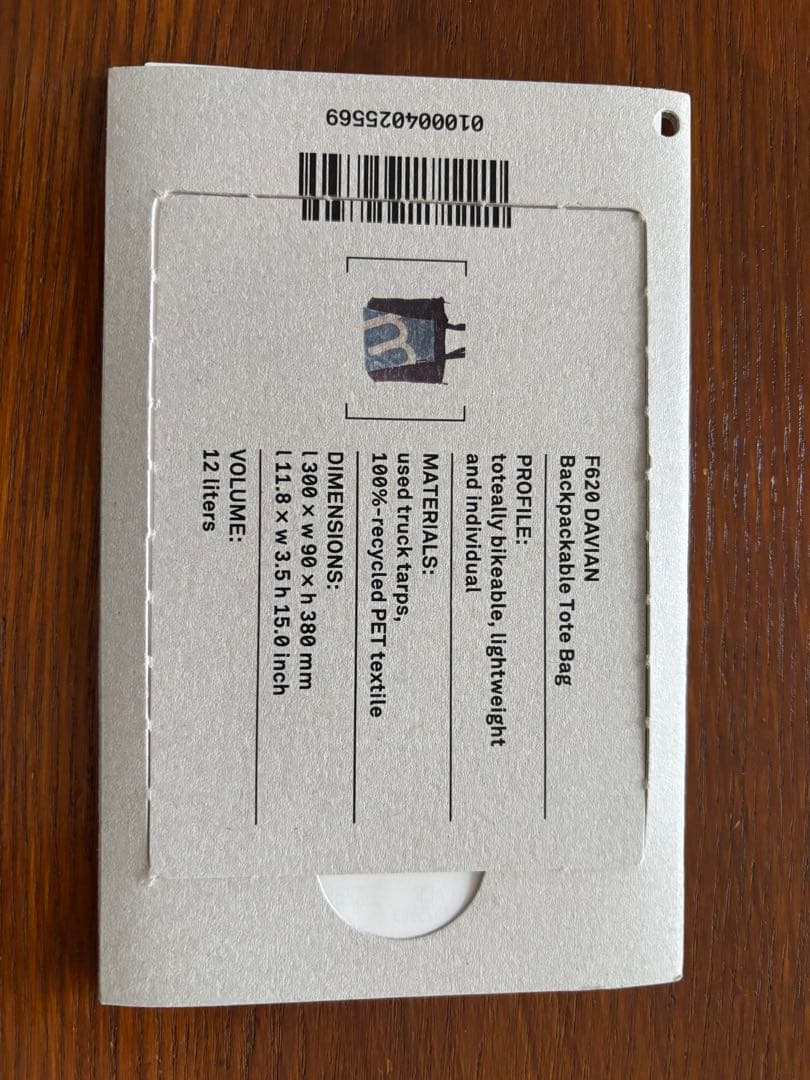 F620 DAVIAN
Backpackable Tote Bag
PROFILE:
toteally bikeable, lightweight
and individual
MATERIALS:
used truck tarps,
100%-recycled PET textile
DIMENSIONS:
l 300 x w 90 x h 380 mm
l 11.8 x w 3.5 h 15.0 inch
VOLUME:
12 liters
010004025569